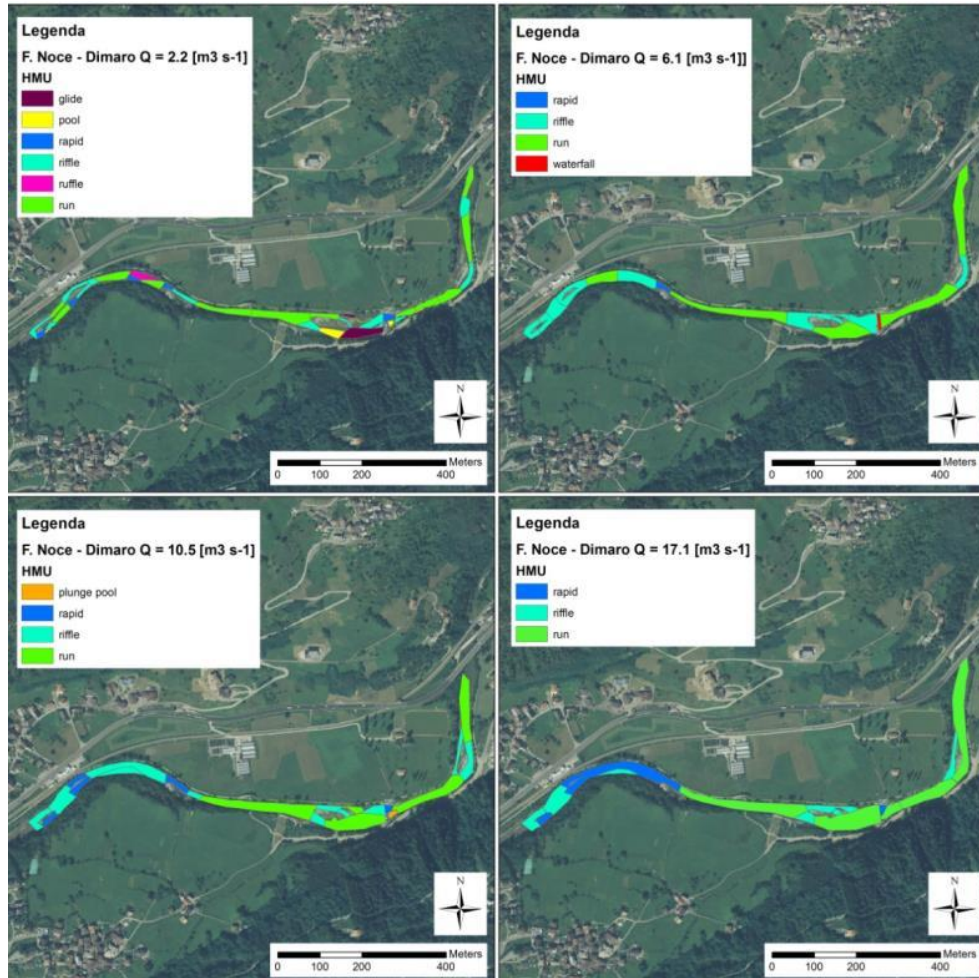 Legenda
F. Noce - Dimaro Q = 2.2 [m3 s-1]
HMU
glide
pool
rapid
riffle
ruffle
run
N
Meters
0 100 200 400
Legenda
F. Noce - Dimaro Q = 6.1 [m3 s-1]]
HMU
rapid
riffle
run
waterfall
N
Meters
0 100 200 400
Legenda
F. Noce - Dimaro Q = 10.5 [m3 s-1]
HMU
plunge pool
rapid
riffle
run
N
Meters
0 100 200 400
Legenda
F. Noce - Dimaro Q = 17.1 [m3 s-1]
HMU
rapid
riffle
run
N
Meters
0 100 200 400